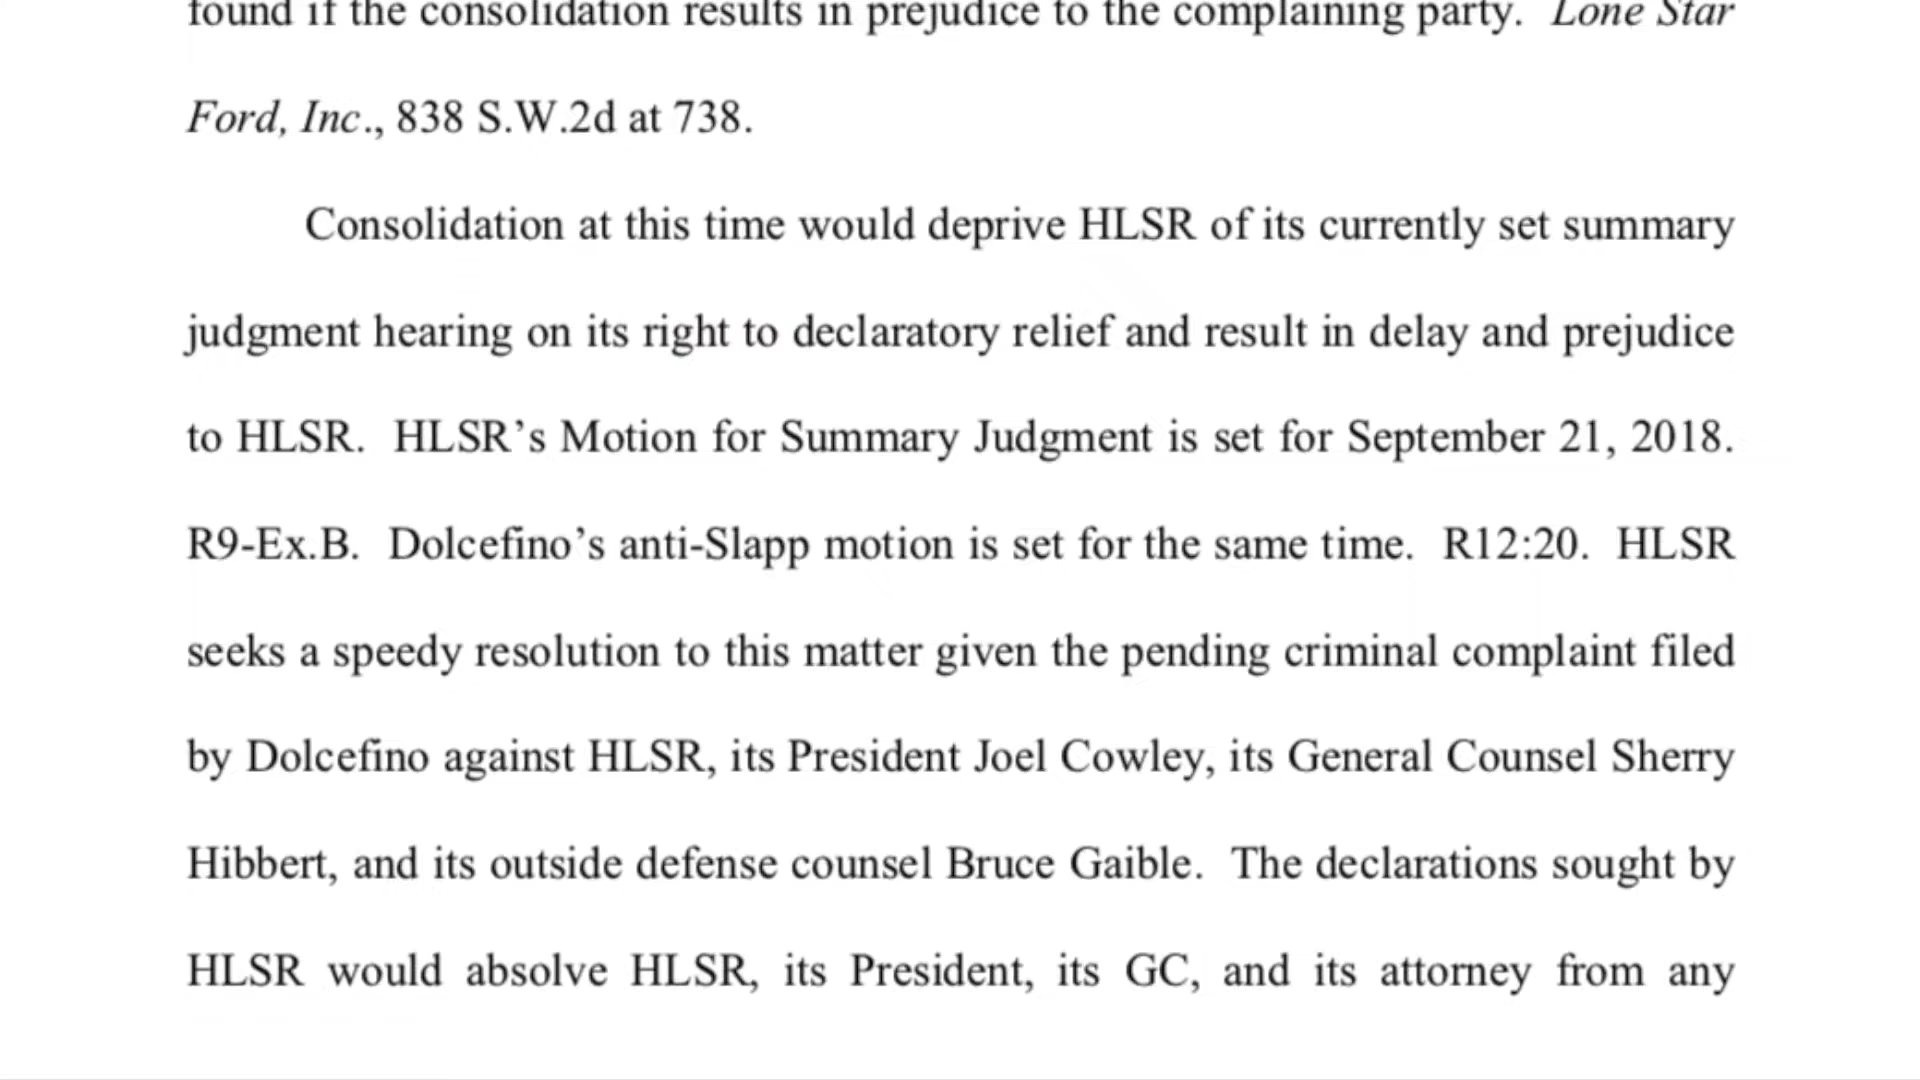 found if the consolidation results in prejudice to the complaining party.  Lone Star
Ford, Inc., 838 S.W.2d at 738.
Consolidation at this time would deprive HLSR of its currently set summary
judgment hearing on its right to declaratory relief and result in delay and prejudice
to HLSR.  HLSR’s Motion for Summary Judgment is set for September 21, 2018.
R9-Ex.B.  Dolcefino’s anti-Slapp motion is set for the same time.  R12:20.  HLSR
seeks a speedy resolution to this matter given the pending criminal complaint filed
by Dolcefino against HLSR, its President Joel Cowley, its General Counsel Sherry
Hibbert, and its outside defense counsel Bruce Gaible.  The declarations sought by
HLSR would absolve HLSR, its President, its GC, and its attorney from any